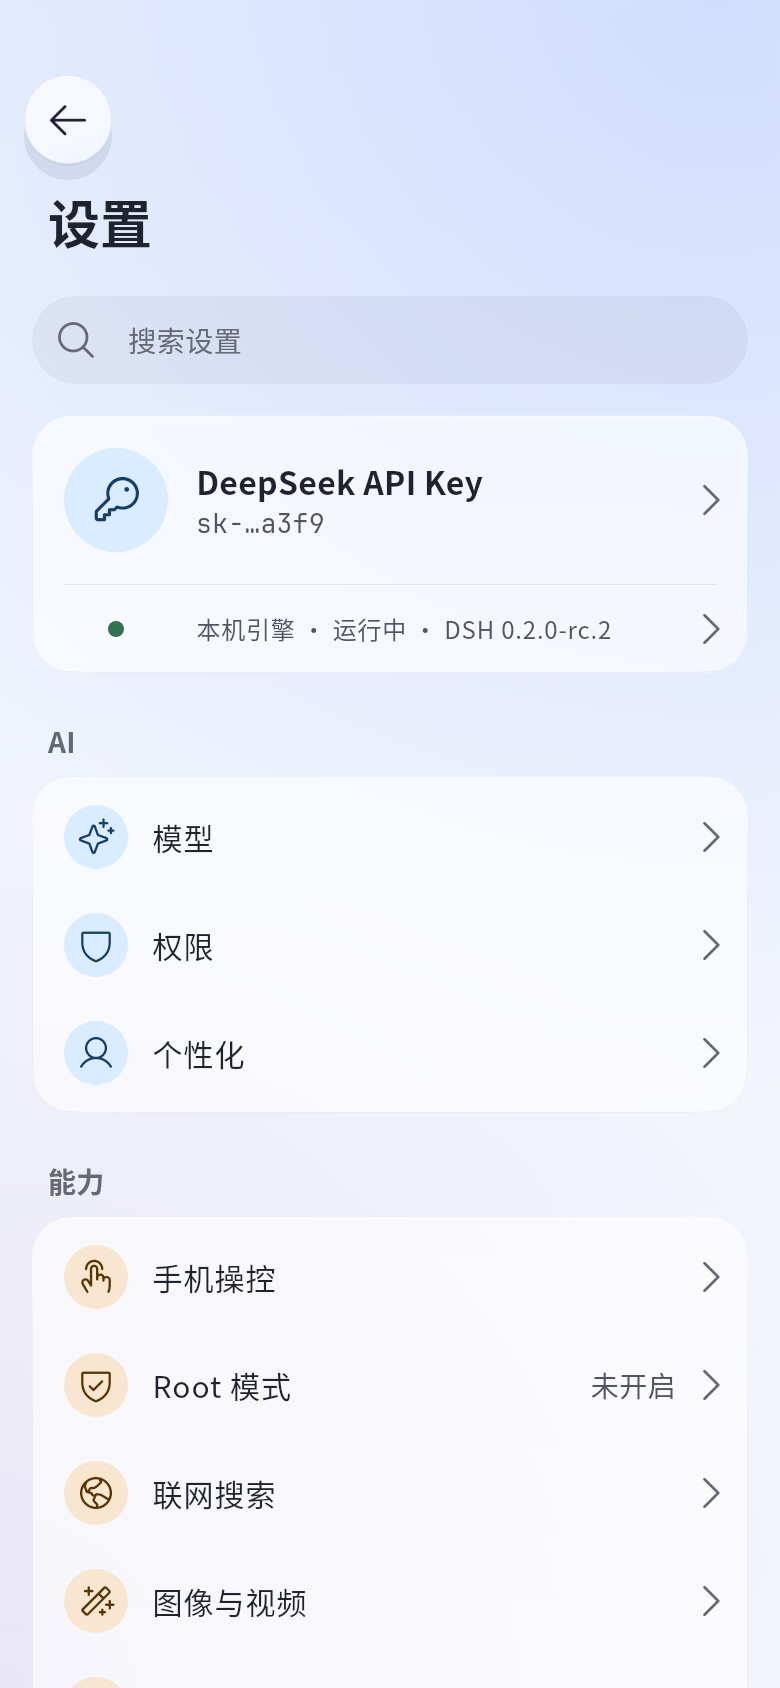 设置
搜索设置
DeepSeek API Key
sk-…a3f9
本机引擎 · 运行中 · DSH 0.2.0-rc.2
AI
模型
权限
个性化
能力
手机操控
Root 模式 未开启
联网搜索
图像与视频